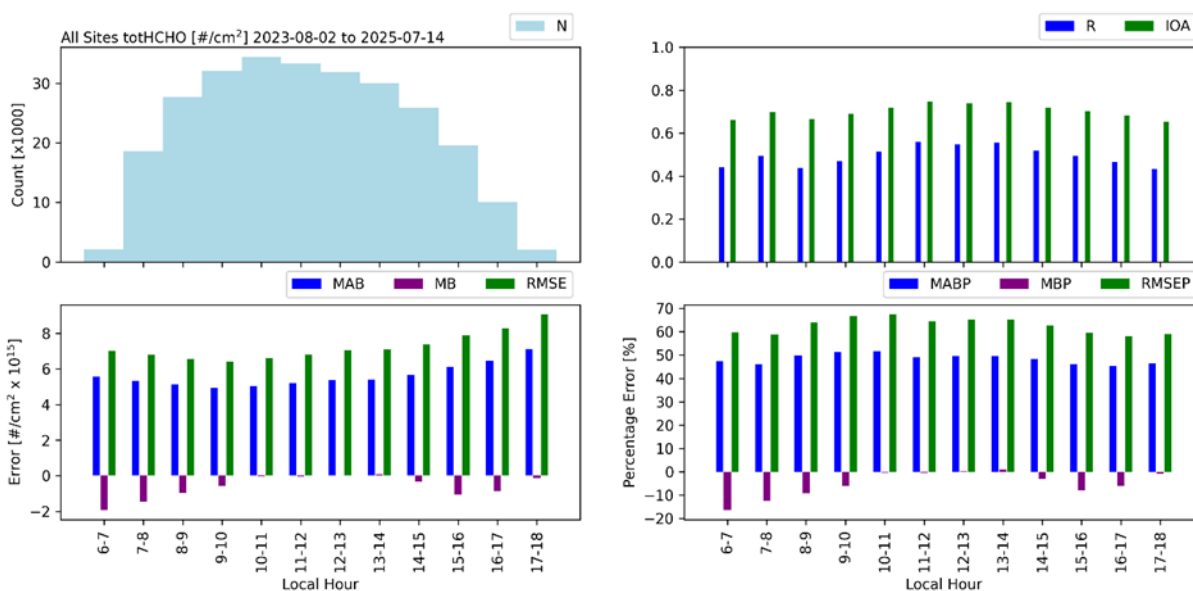 All Sites totHCHO [#/cm²] 2023-08-02 to 2025-07-14
N
Count [x1000]
30
20
10
0
R IOA
1.0
0.8
0.6
0.4
0.2
0.0
MAB MB RMSE
Error [#/cm² x 10¹⁵]
8
6
4
2
0
−2
6-7 7-8 8-9 9-10 10-11 11-12 12-13 13-14 14-15 15-16 16-17 17-18
Local Hour
MABP MBP RMSEP
Percentage Error [%]
70
60
50
40
30
20
10
0
−10
−20
6-7 7-8 8-9 9-10 10-11 11-12 12-13 13-14 14-15 15-16 16-17 17-18
Local Hour